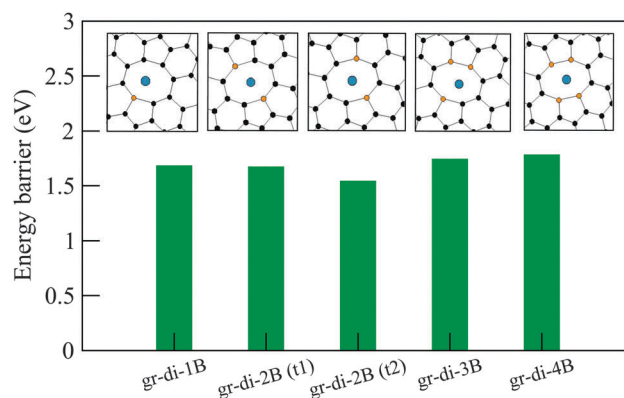 Energy barrier (eV)
3
2.5
2
1.5
1
0.5
0
gr-di-1B
gr-di-2B (t1)
gr-di-2B (t2)
gr-di-3B
gr-di-4B